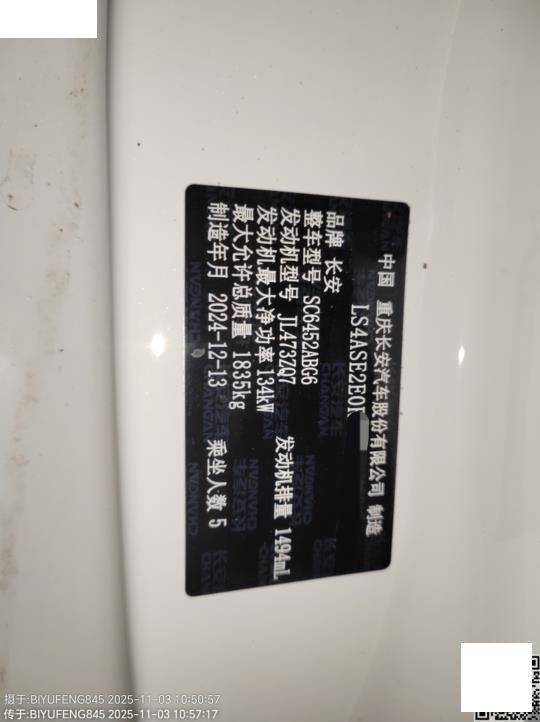 中国 重庆长安汽车股份有限公司 制造
LS4ASE2E0
品牌 长安
整车型号 SC6452ABG6
发动机型号 JL473ZQ7 发动机排量 1494mL
发动机最大净功率 134kW
最大允许总质量 1835kg
制造年月 2024-12-13 乘坐人数 5
摄于:BIYUFENG845 2025-11-03 10:50:57
传于:BIYUFENG845 2025-11-03 10:57:17